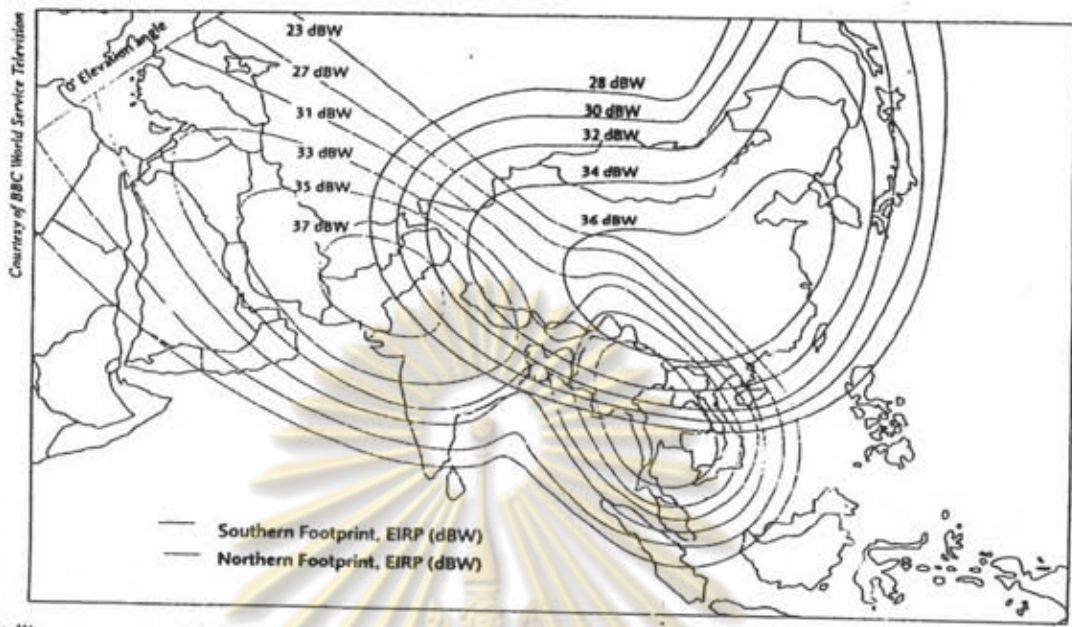 Courtesy of BBC World Service Television
0° Elevation angle
23 dBW
27 dBW
31 dBW
33 dBW
35 dBW
37 dBW
28 dBW
30 dBW
32 dBW
34 dBW
36 dBW
Southern Footprint, EIRP (dBW)
Northern Footprint, EIRP (dBW)